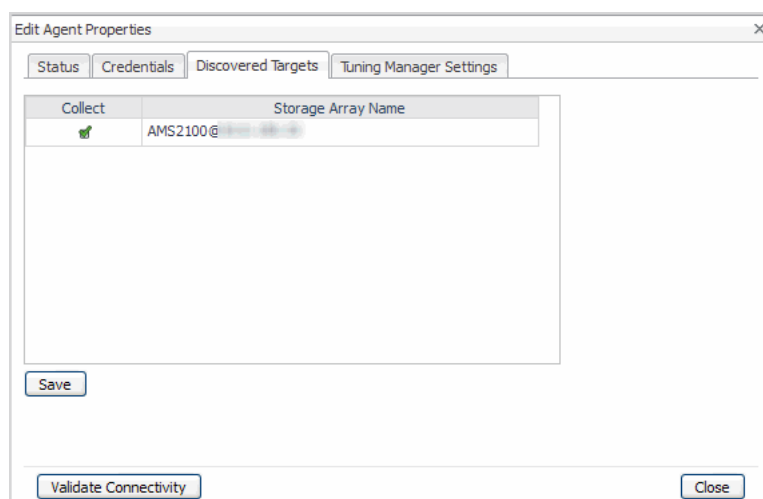 Edit Agent Properties
Status Credentials Discovered Targets Tuning Manager Settings
Collect Storage Array Name
AMS2100@
Save
Validate Connectivity Close